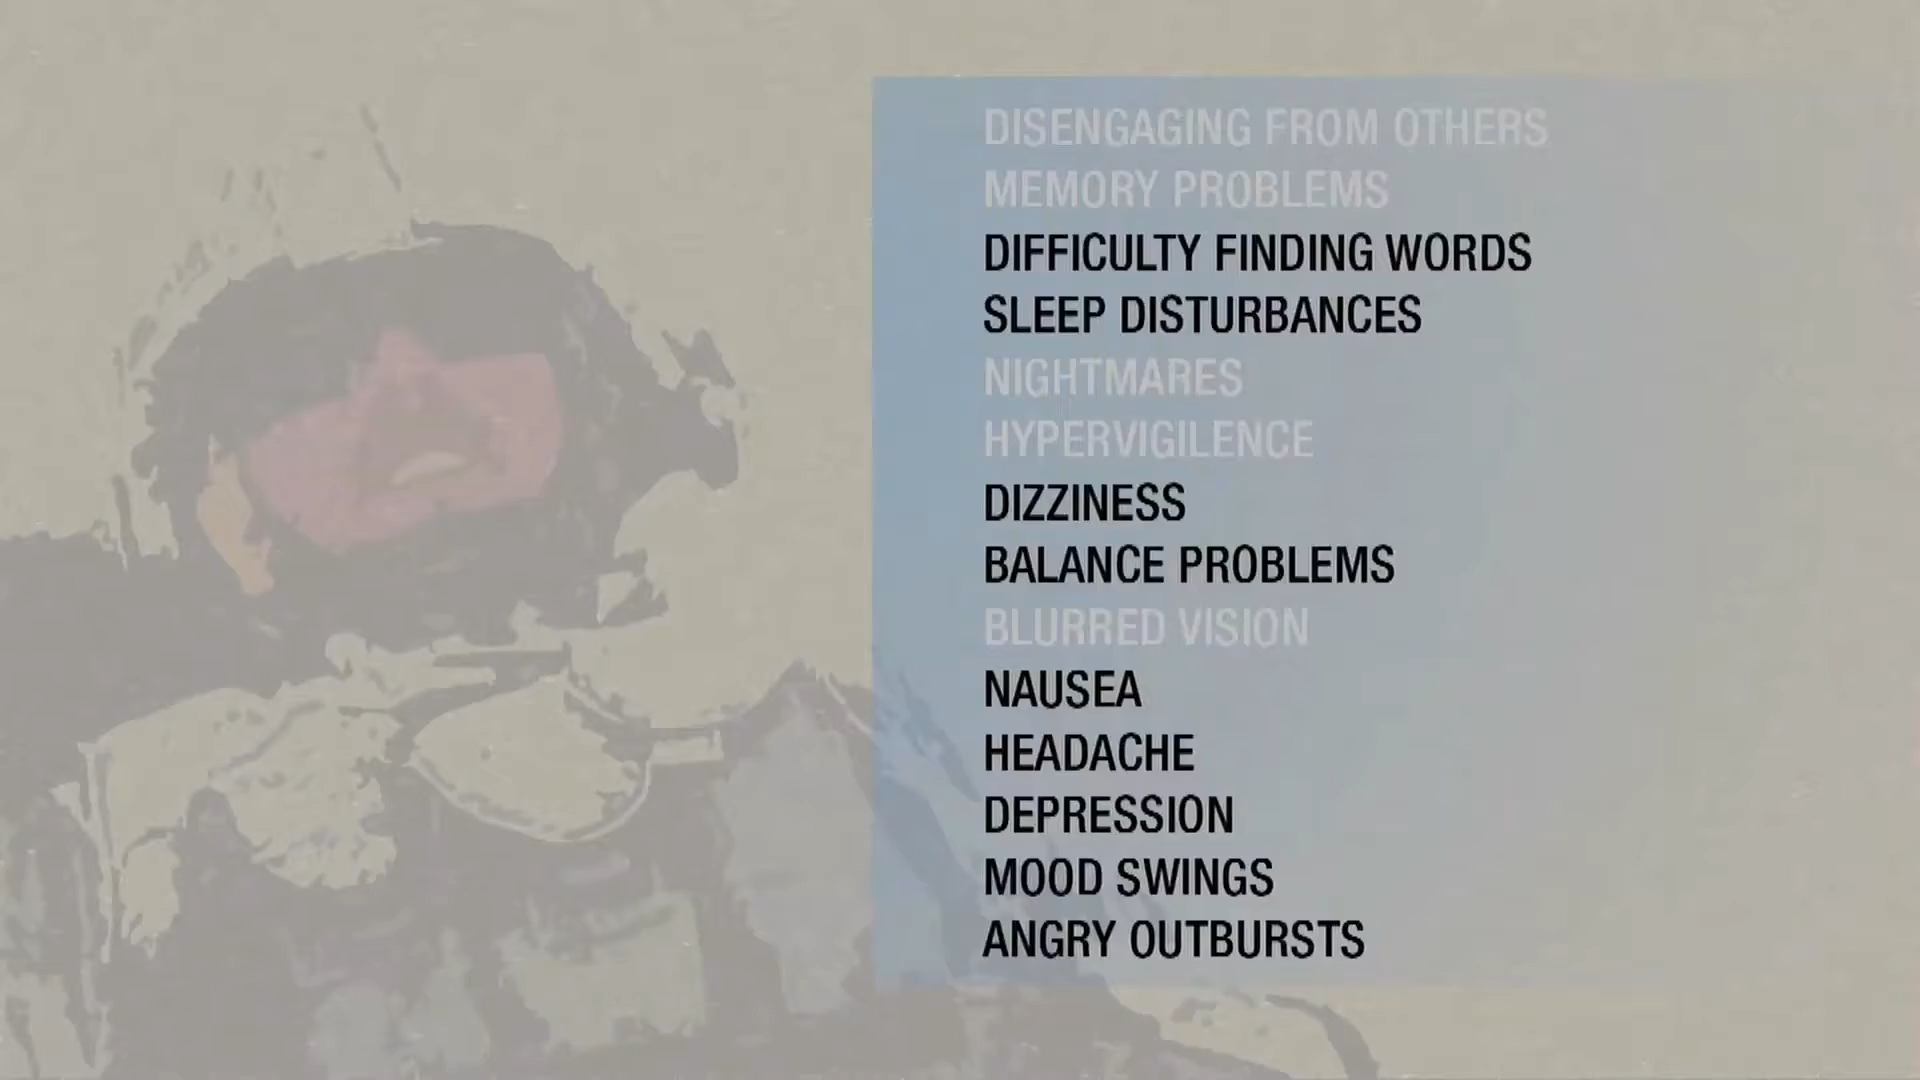 DISENGAGING FROM OTHERS
MEMORY PROBLEMS
DIFFICULTY FINDING WORDS
SLEEP DISTURBANCES
NIGHTMARES
HYPERVIGILENCE
DIZZINESS
BALANCE PROBLEMS
BLURRED VISION
NAUSEA
HEADACHE
DEPRESSION
MOOD SWINGS
ANGRY OUTBURSTS